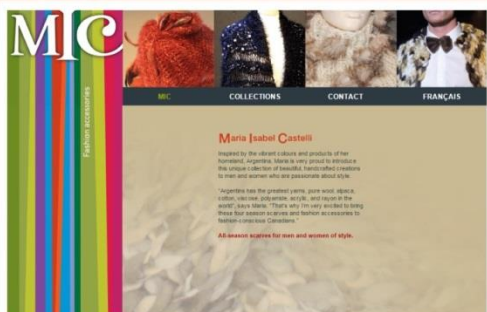 MIC
Fashion accessories
MIC
COLLECTIONS
CONTACT
FRANÇAIS
Maria Isabel Castelli
Inspired by the vibrant colours and products of her
homeland, Argentina, Maria is very proud to introduce
this unique collection of beautiful, handcrafted creations
to men and women who are passionate about style.
"Argentina has the greatest yarns, pure wool, alpaca,
cotton, viscose, polyamide, acrylic, and rayon in the
world", says Maria, "That's why I'm very excited to bring
these four season scarves and fashion accessories to
fashion-conscious Canadians."
All-season scarves for men and women of style.